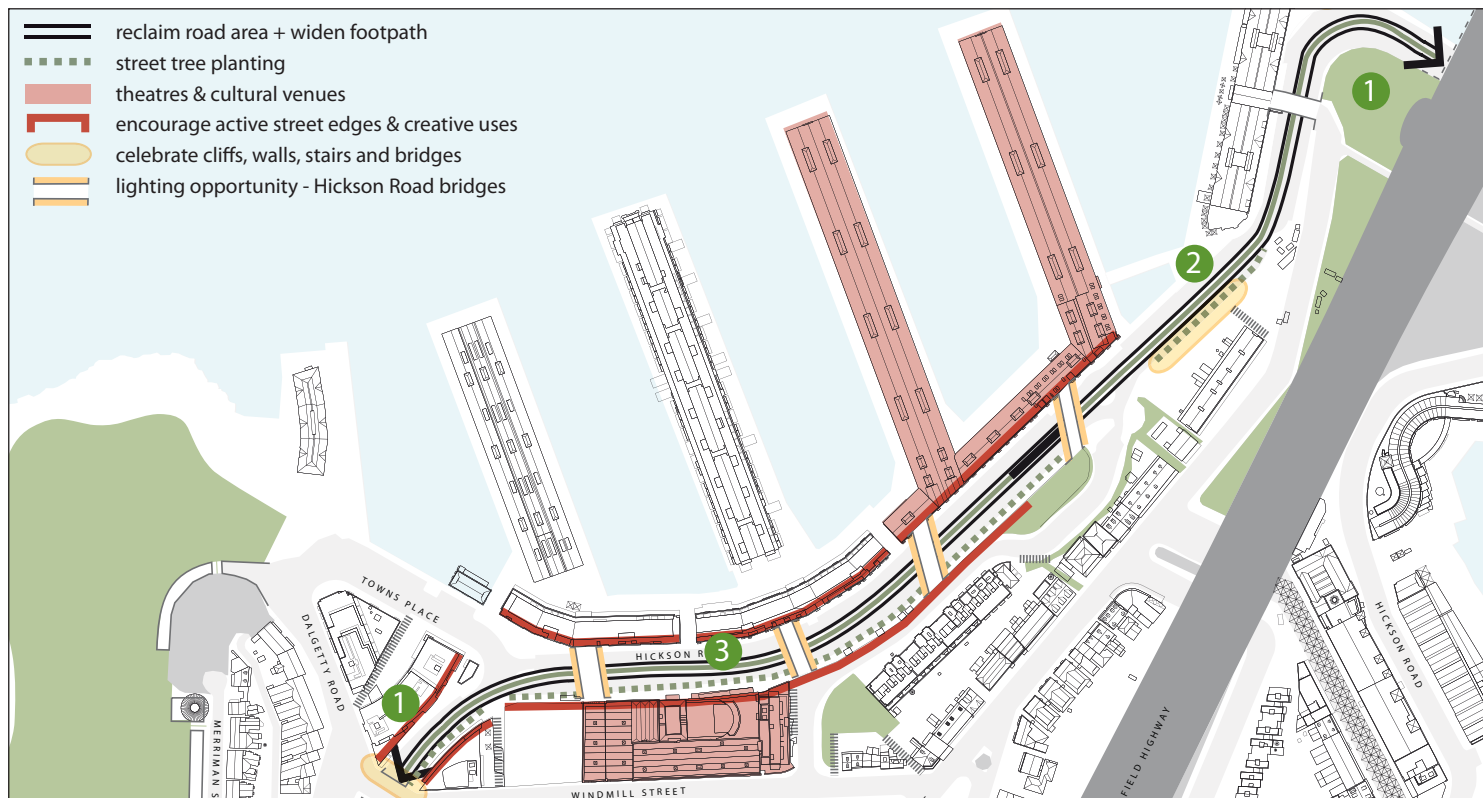 reclaim road area + widen footpath
street tree planting
theatres & cultural venues
encourage active street edges & creative uses
celebrate cliffs, walls, stairs and bridges
lighting opportunity - Hickson Road bridges
1
2
TOWNS PLACE
DALGETTY ROAD
HICKSON R
3
1
MERRIMAN S
WINDMILL STREET
FIELD HIGHWAY
HICKSON ROAD